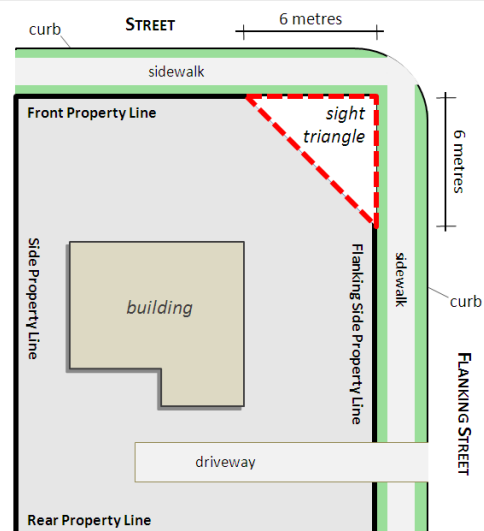 6 metres
STREET
curb
sidewalk
Front Property Line
sight
triangle
6 metres
Side Property Line
building
Flanking Side Property Line
sidewalk
curb
FLANKING STREET
driveway
Rear Property Line